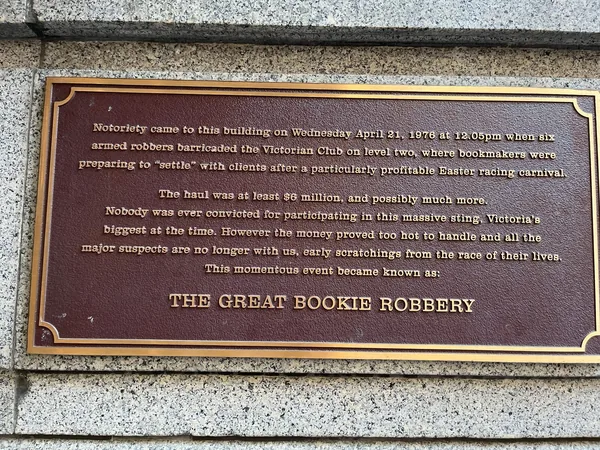 Notoriety came to this building on Wednesday April 21, 1976 at 12.05pm when six
armed robbers barricaded the Victorian Club on level two, where bookmakers were
preparing to "settle" with clients after a particularly profitable Easter racing carnival.
The haul was at least $6 million, and possibly much more.
Nobody was ever convicted for participating in this massive sting, Victoria's
biggest at the time. However the money proved too hot to handle and all the
major suspects are no longer with us, early scratchings from the race of their lives.
This momentous event became known as:
THE GREAT BOOKIE ROBBERY